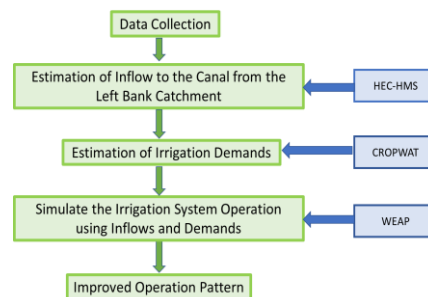 Data Collection
Estimation of Inflow to the Canal from the
Left Bank Catchment
HEC-HMS
Estimation of Irrigation Demands
CROPWAT
Simulate the Irrigation System Operation
using Inflows and Demands
WEAP
Improved Operation Pattern